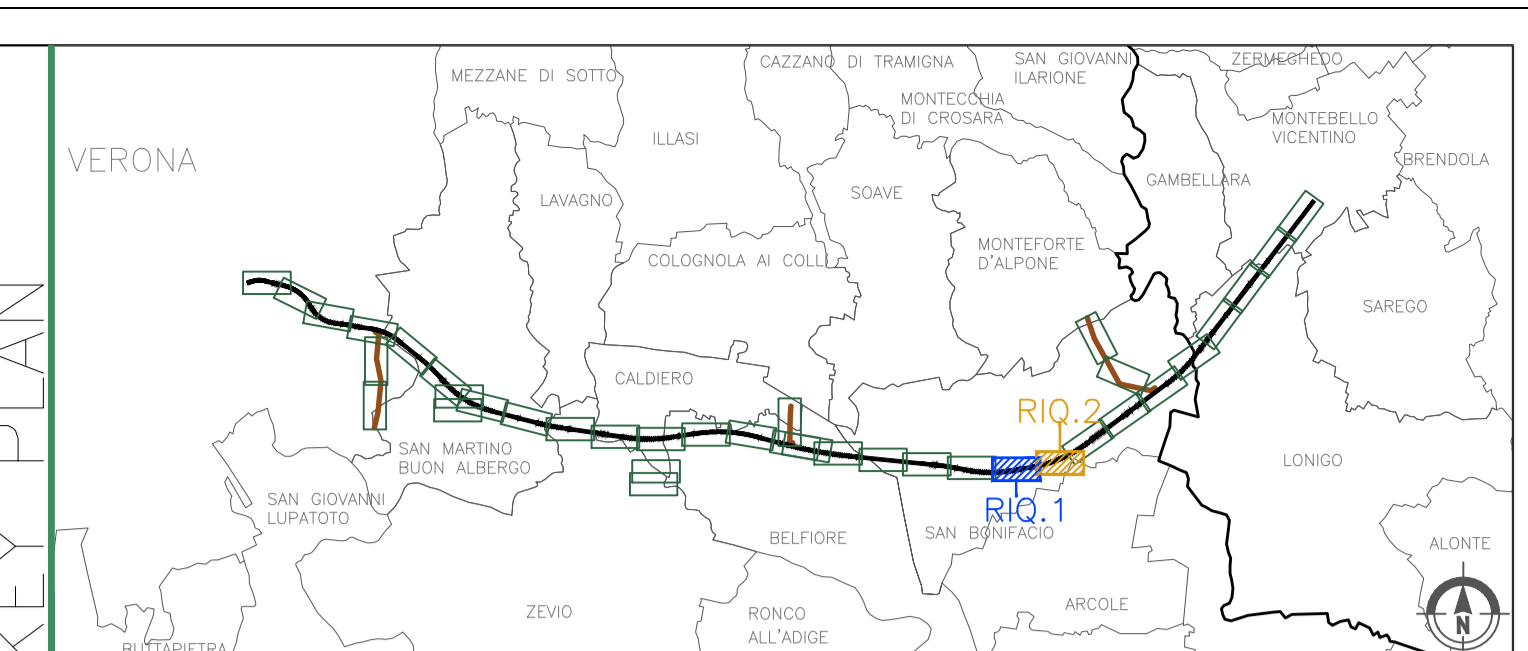 KEY PLAN
MEZZANE DI SOTTO
CAZZANO DI TRAMIGNA
SAN GIOVANNI
ILARIONE
ZERMEGHEDO
MONTECCHIA
DI CROSARA
MONTEBELLO
VICENTINO
ILLASI
VERONA
BRENDOLA
GAMBELLARA
LAVAGNO
SOAVE
MONTEFORTE
D'ALPONE
COLOGNOLA AI COLLI
SAREGO
CALDIERO
RIQ.2
SAN MARTINO
BUON ALBERGO
LONIGO
SAN GIOVANNI
LUPATOTO
RIQ.1
SAN BONIFACIO
BELFIORE
ALONTE
ZEVIO
RONCO
ALL'ADIGE
ARCOLE
N
BUTTAPIETRA